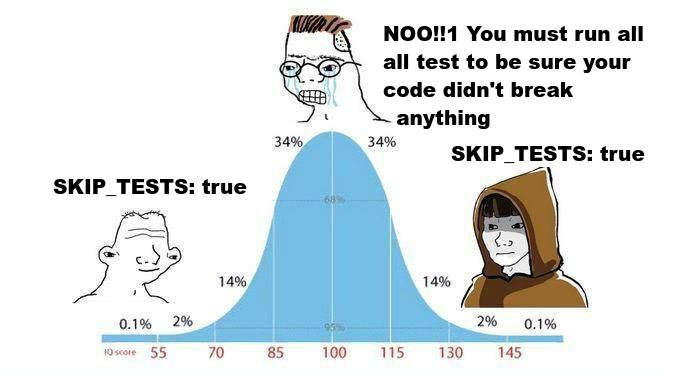 NOO!!1 You must run all
all test to be sure your
code didn't break
anything
34%
34%
SKIP_TESTS: true
SKIP_TESTS: true
68%
14%
14%
0.1%
2%
95%
2%
0.1%
IQ score 55 70 85 100 115 130 145